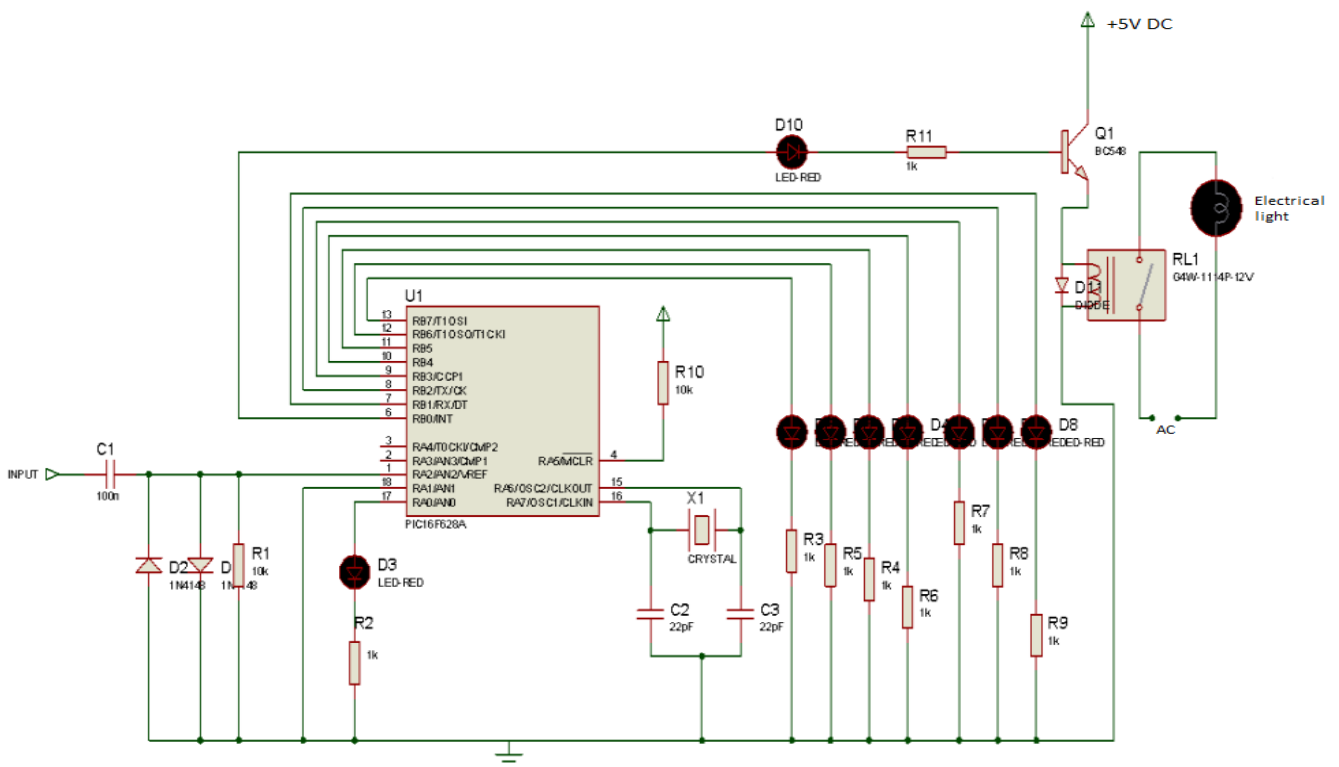 +5V DC
D10
LED-RED
R11
1k
Q1
BC548
Electrical
light
RL1
G4W-1114P-12V
D11
DIODE
AC
U1
13
12
11
10
9
8
7
6
3
2
1
18
17
RB7/T1OSI
RB6/T1OSO/T1CKI
RB5
RB4
RB3/CCP1
RB2/TX/CK
RB1/RX/DT
RB0/INT
RA4/T0CKI/CMP2
RA3/AN3/CMP1
RA2/AN2/VREF
RA1/AN1
RA0/AN0
RA5/MCLR
4
RA6/OSC2/CLKOUT
15
RA7/OSC1/CLKIN
16
PIC16F628A
R10
10k
INPUT
C1
100n
D2
1N4148
R1
10k
D3
LED-RED
R2
1k
X1
CRYSTAL
C2
22pF
C3
22pF
D8
R3
1k
R5
1k
R4
1k
R6
1k
R7
1k
R8
1k
R9
1k